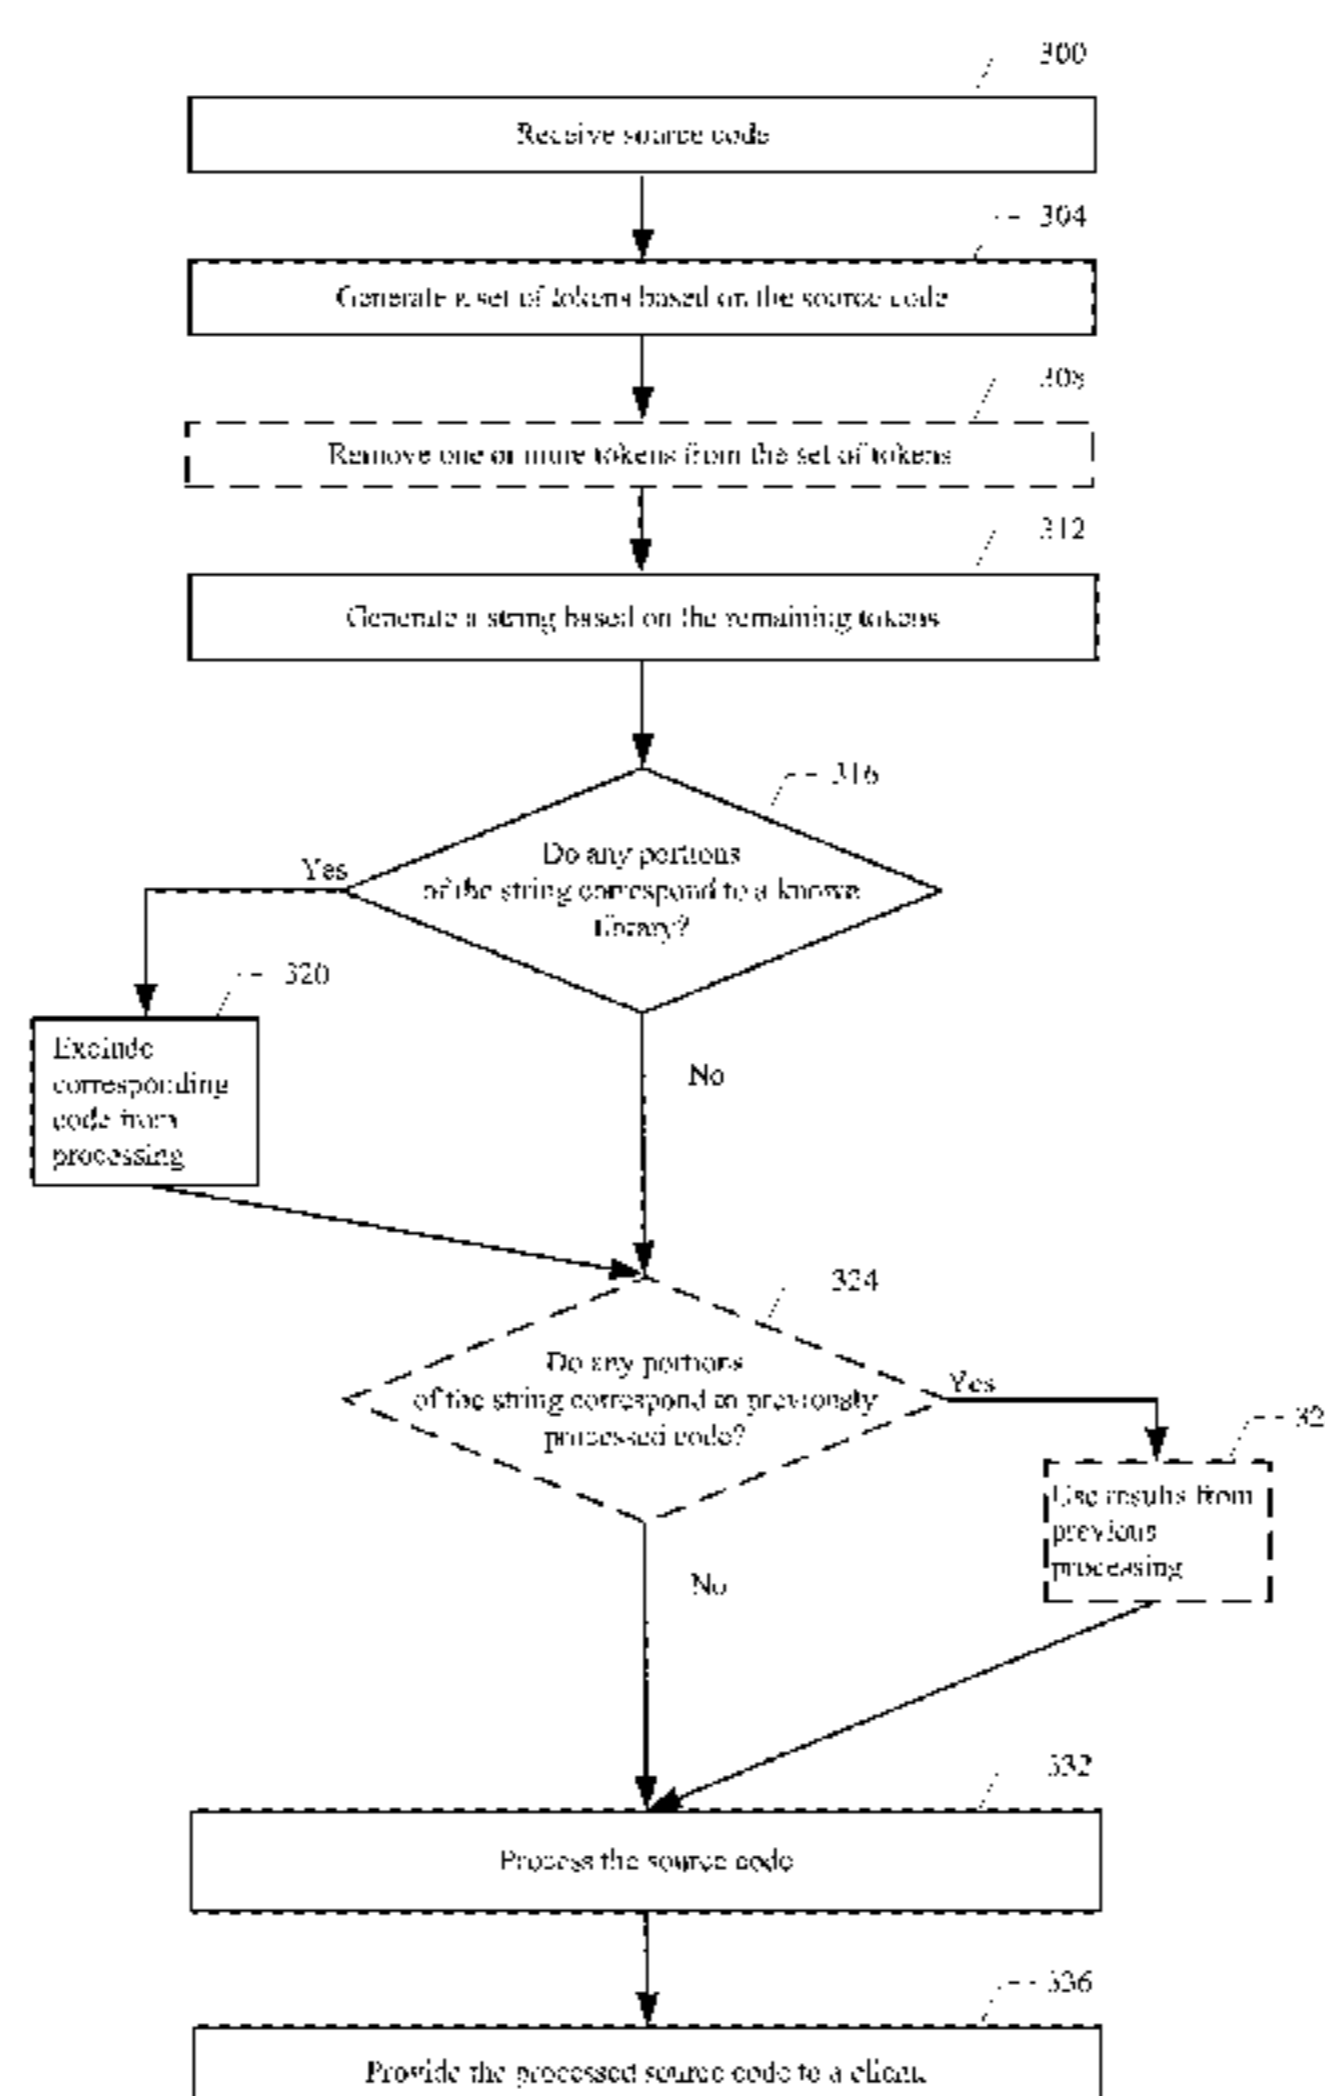 300
Receive source code
304
Generate a set of tokens based on the source code
308
Remove one or more tokens from the set of tokens
312
Generate a string based on the remaining tokens
316
Do any portions
of the string correspond to a known
library?
Yes
320
Exclude
corresponding
code from
processing
No
324
Do any portions
of the string correspond to previously
processed code?
Yes
32
Use results from
previous
processing
No
332
Process the source code
336
Provide the processed source code to a client